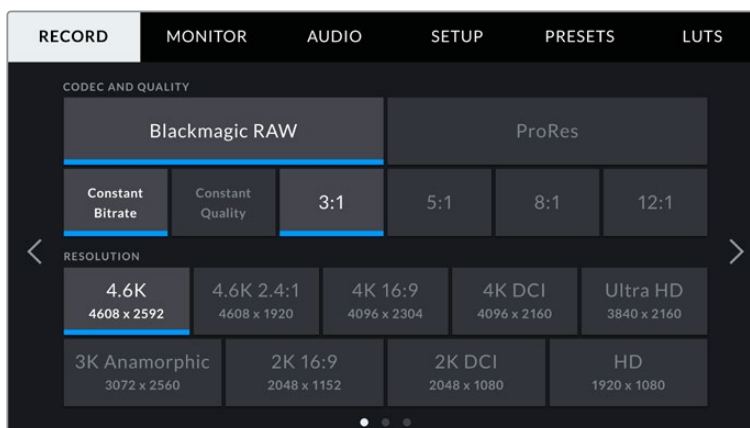 RECORD MONITOR AUDIO SETUP PRESETS LUTS
CODEC AND QUALITY
Blackmagic RAW ProRes
Constant Bitrate Constant Quality 3:1 5:1 8:1 12:1
RESOLUTION
4.6K 4.6K 2.4:1 4K 16:9 4K DCI Ultra HD
4608 x 2592 4608 x 1920 4096 x 2304 4096 x 2160 3840 x 2160
3K Anamorphic 2K 16:9 2K DCI HD
3072 x 2560 2048 x 1152 2048 x 1080 1920 x 1080